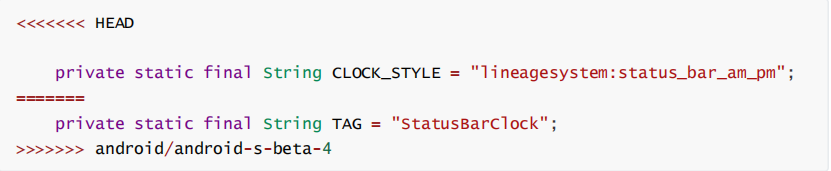 <<<<<<< HEAD
    private static final String CLOCK_STYLE = "lineagesystem:status_bar_am_pm";
=======
    private static final String TAG = "StatusBarClock";
>>>>>>> android/android-s-beta-4